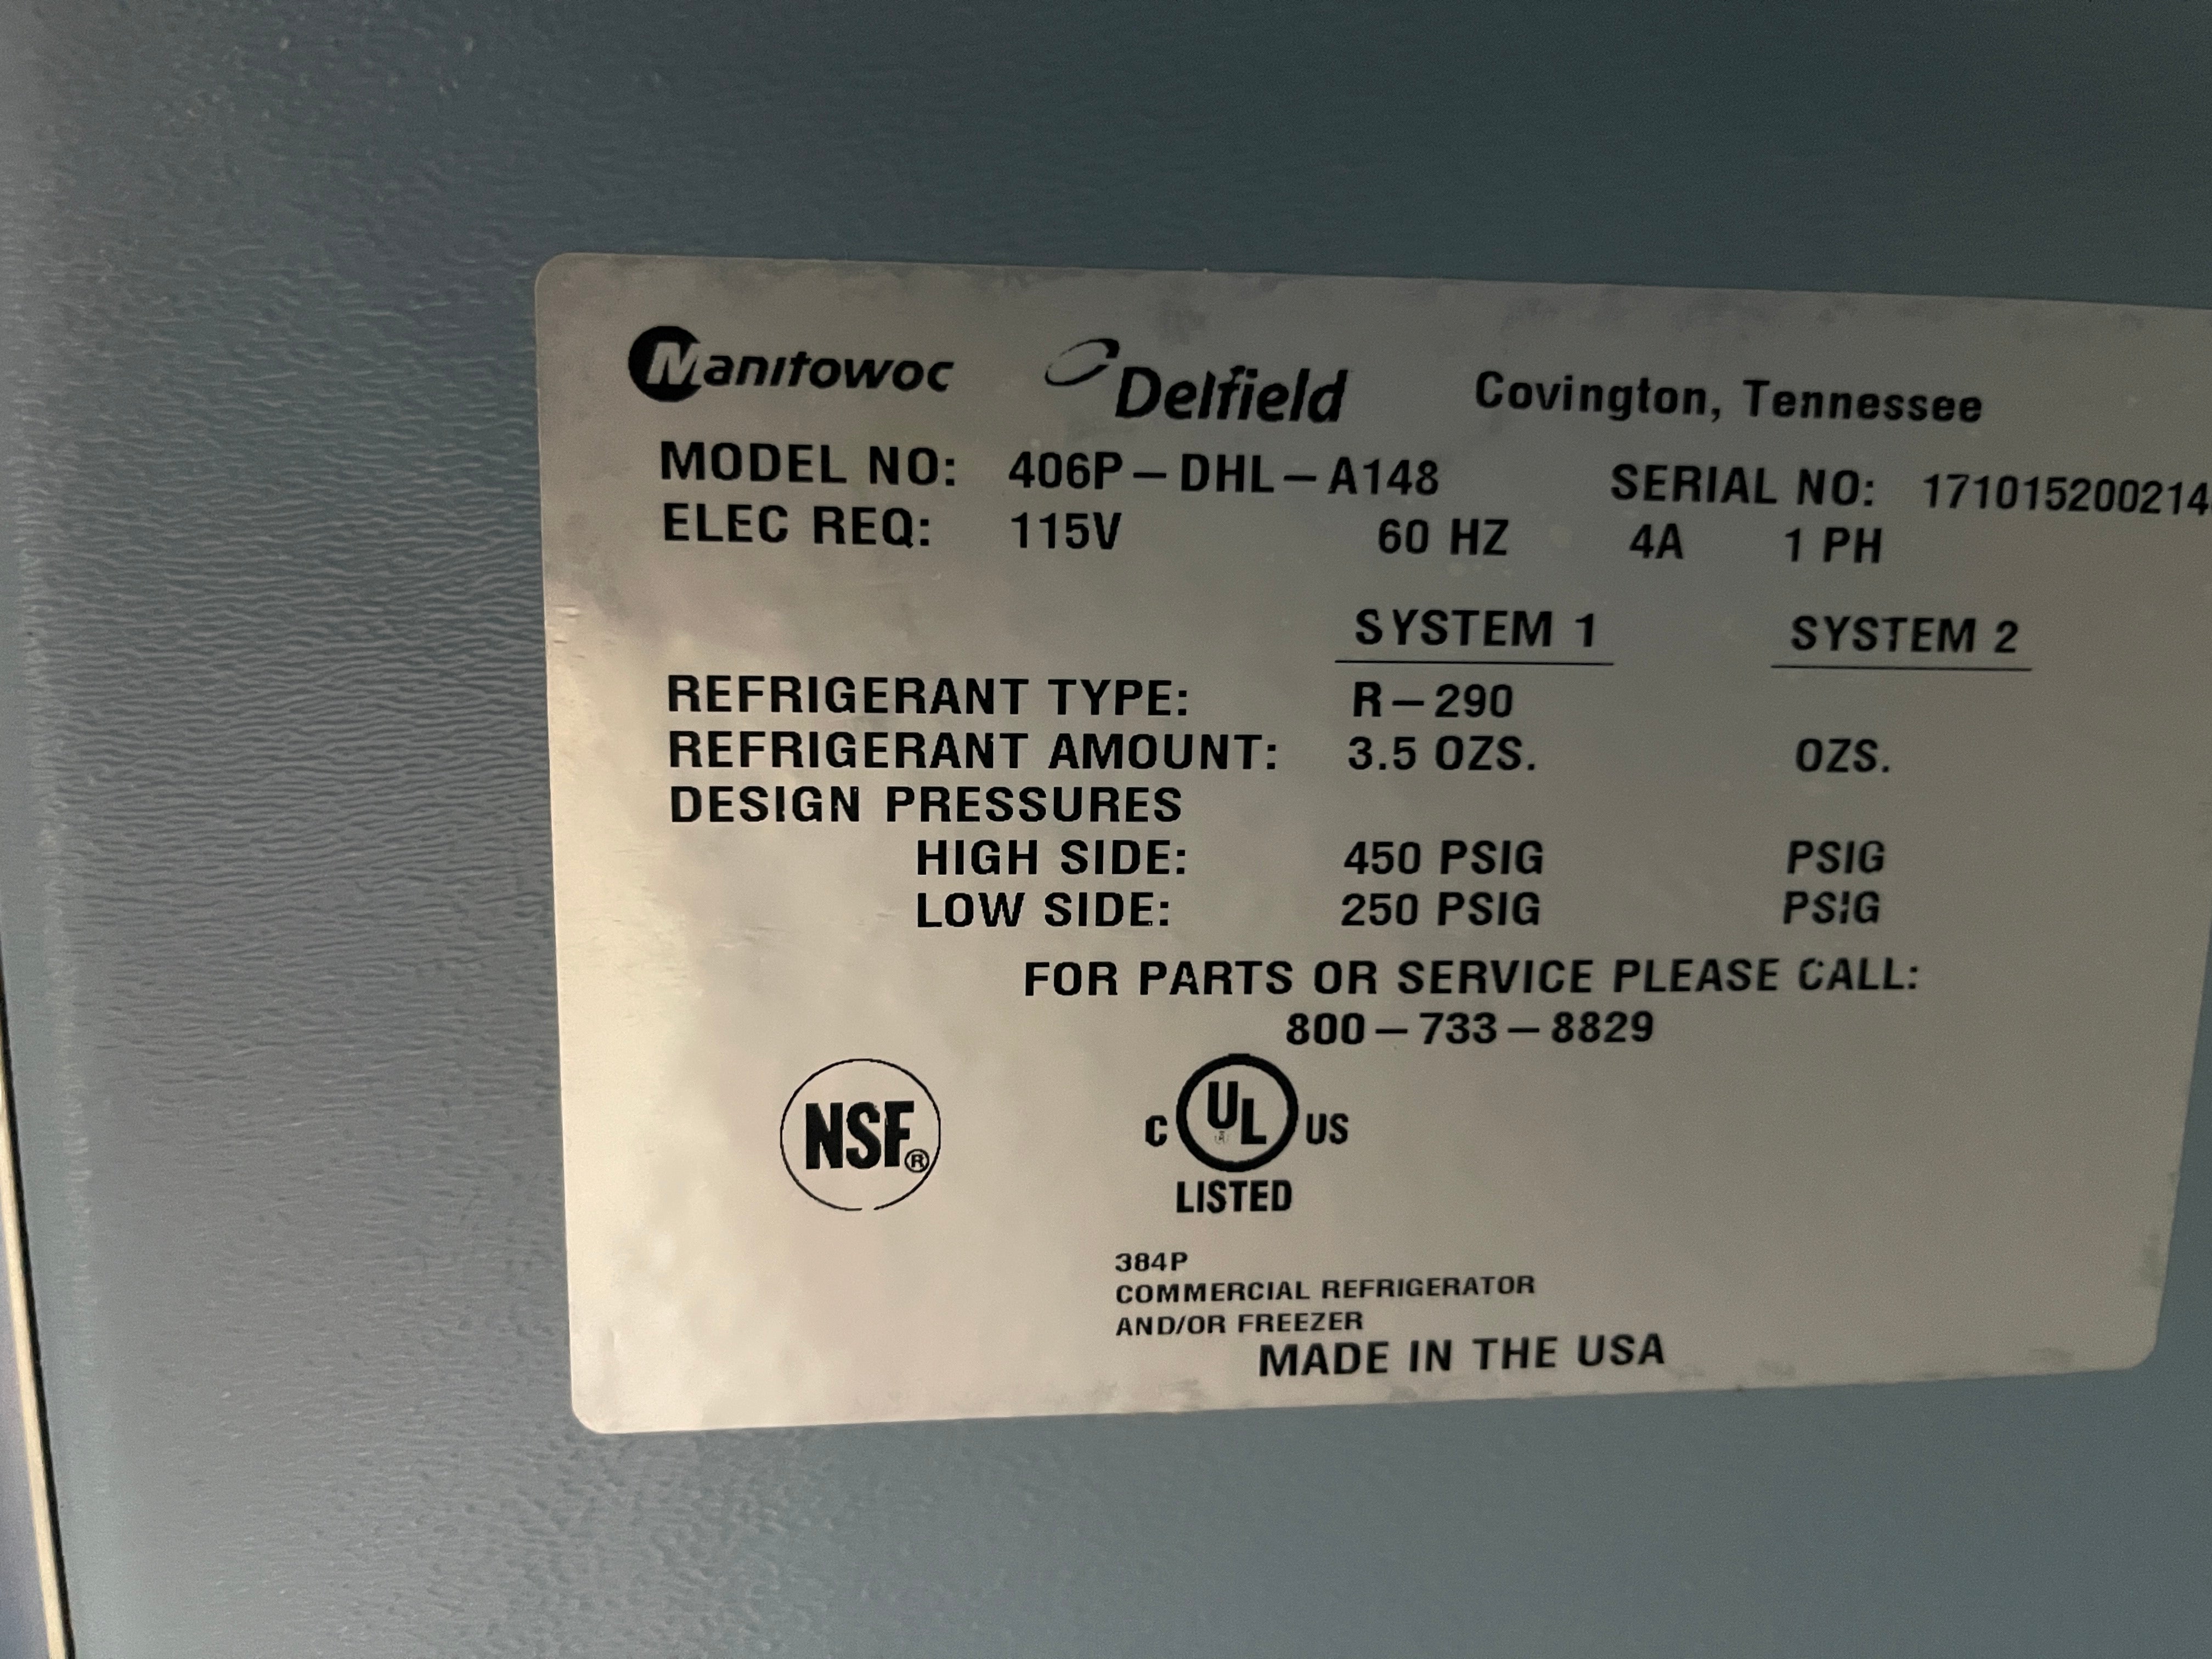 Manitowoc Delfield Covington, Tennessee
MODEL NO: 406P-DHL-A148 SERIAL NO: 171015200214
ELEC REQ: 115V 60 HZ 4A 1 PH
SYSTEM 1 SYSTEM 2
REFRIGERANT TYPE: R-290
REFRIGERANT AMOUNT: 3.5 OZS. OZS.
DESIGN PRESSURES
HIGH SIDE: 450 PSIG PSIG
LOW SIDE: 250 PSIG PSIG
FOR PARTS OR SERVICE PLEASE CALL:
800-733-8829
NSF®
C UL® US
LISTED
384P
COMMERCIAL REFRIGERATOR
AND/OR FREEZER
MADE IN THE USA